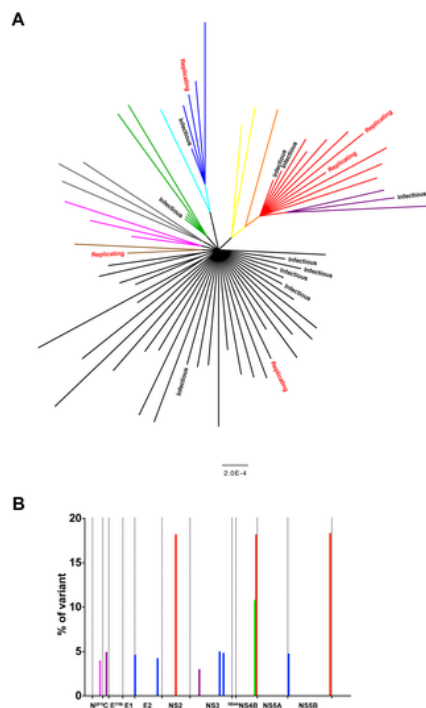 A
Replicating
Infectious
Infectious
Infectious
Replicating
Replicating
Infectious
Infectious
Replicating
Infectious
Infectious
Infectious
Infectious
Infectious
Replicating
2.0E-4
B
% of variant
20
15
10
5
0
C E1 E2 NS2 NS3 NS4B NS5A NS5B